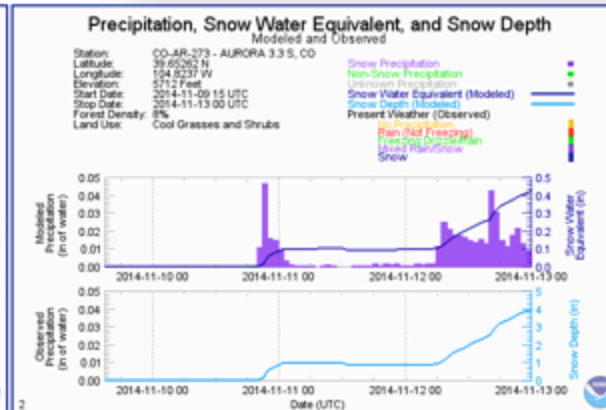 Precipitation, Snow Water Equivalent, and Snow Depth
Modeled and Observed
Station: CO-AR-273 - AURORA 3.3 S, CO
Latitude: 39.65262 N
Longitude: 104.8237 W
Elevation: 5712 Feet
Start Date: 2014-11-09 15 UTC
Stop Date: 2014-11-13 00 UTC
Forest Density: 8%
Land Use: Cool Grasses and Shrubs
Snow Precipitation
Non-Snow Precipitation
Unknown Precipitation
Snow Water Equivalent (Modeled)
Snow Depth (Modeled)
Present Weather (Observed)
No Precipitation
Rain (Not Freezing)
Freezing Drizzle/Rain
Mixed Rain/Snow
Snow
Modeled
Precipitation
(in of water)
0.05
0.04
0.03
0.02
0.01
0.00
0.5
0.4
0.3
0.2
0.1
0.0
Snow Water
Equivalent (in)
2014-11-10 00 2014-11-11 00 2014-11-12 00 2014-11-13 00
Observed
Precipitation
(in of water)
0.05
0.04
0.03
0.02
0.01
0.00
5
4
3
2
1
0
Snow Depth (in)
2014-11-10 00 2014-11-11 00 2014-11-12 00 2014-11-13 00
Date (UTC)
2